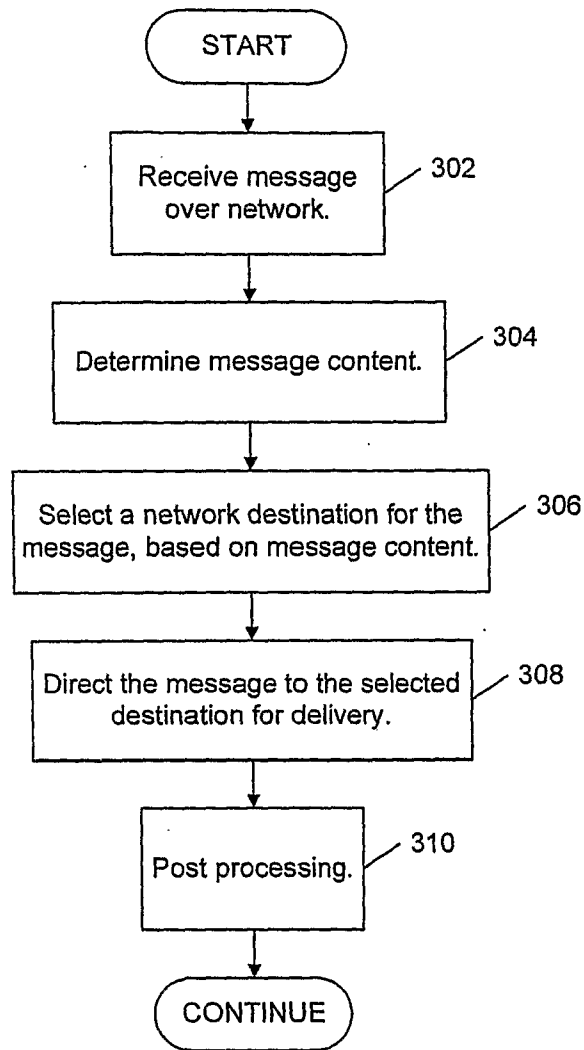 START
Receive message
over network.
302
Determine message content.
304
Select a network destination for the
message, based on message content.
306
Direct the message to the selected
destination for delivery.
308
Post processing.
310
CONTINUE